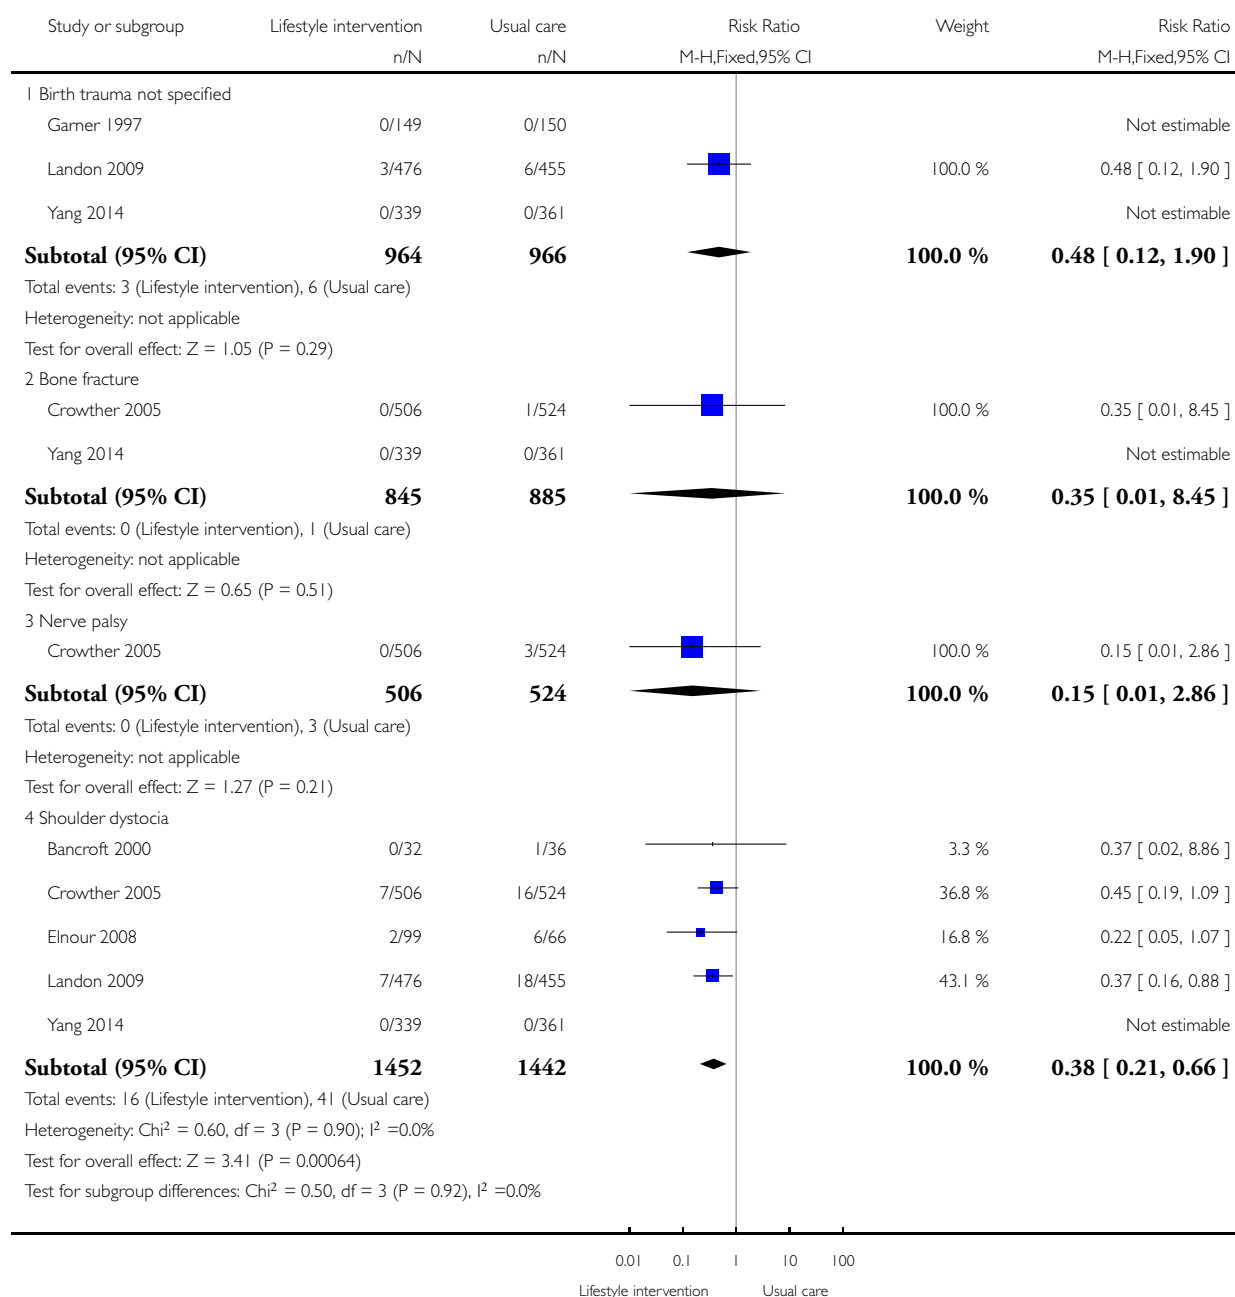 Study or subgroup Lifestyle intervention Usual care Risk Ratio Weight Risk Ratio
n/N n/N M-H,Fixed,95% CI M-H,Fixed,95% CI
1 Birth trauma not specified
Garner 1997 0/149 0/150 Not estimable
Landon 2009 3/476 6/455 100.0 % 0.48 [ 0.12, 1.90 ]
Yang 2014 0/339 0/361 Not estimable
Subtotal (95% CI) 964 966 100.0 % 0.48 [ 0.12, 1.90 ]
Total events: 3 (Lifestyle intervention), 6 (Usual care)
Heterogeneity: not applicable
Test for overall effect: Z = 1.05 (P = 0.29)
2 Bone fracture
Crowther 2005 0/506 1/524 100.0 % 0.35 [ 0.01, 8.45 ]
Yang 2014 0/339 0/361 Not estimable
Subtotal (95% CI) 845 885 100.0 % 0.35 [ 0.01, 8.45 ]
Total events: 0 (Lifestyle intervention), 1 (Usual care)
Heterogeneity: not applicable
Test for overall effect: Z = 0.65 (P = 0.51)
3 Nerve palsy
Crowther 2005 0/506 3/524 100.0 % 0.15 [ 0.01, 2.86 ]
Subtotal (95% CI) 506 524 100.0 % 0.15 [ 0.01, 2.86 ]
Total events: 0 (Lifestyle intervention), 3 (Usual care)
Heterogeneity: not applicable
Test for overall effect: Z = 1.27 (P = 0.21)
4 Shoulder dystocia
Bancroft 2000 0/32 1/36 3.3 % 0.37 [ 0.02, 8.86 ]
Crowther 2005 7/506 16/524 36.8 % 0.45 [ 0.19, 1.09 ]
Elnour 2008 2/99 6/66 16.8 % 0.22 [ 0.05, 1.07 ]
Landon 2009 7/476 18/455 43.1 % 0.37 [ 0.16, 0.88 ]
Yang 2014 0/339 0/361 Not estimable
Subtotal (95% CI) 1452 1442 100.0 % 0.38 [ 0.21, 0.66 ]
Total events: 16 (Lifestyle intervention), 41 (Usual care)
Heterogeneity: Chi² = 0.60, df = 3 (P = 0.90); I² =0.0%
Test for overall effect: Z = 3.41 (P = 0.00064)
Test for subgroup differences: Chi² = 0.50, df = 3 (P = 0.92), I² =0.0%
0.01 0.1 1 10 100
Lifestyle intervention Usual care